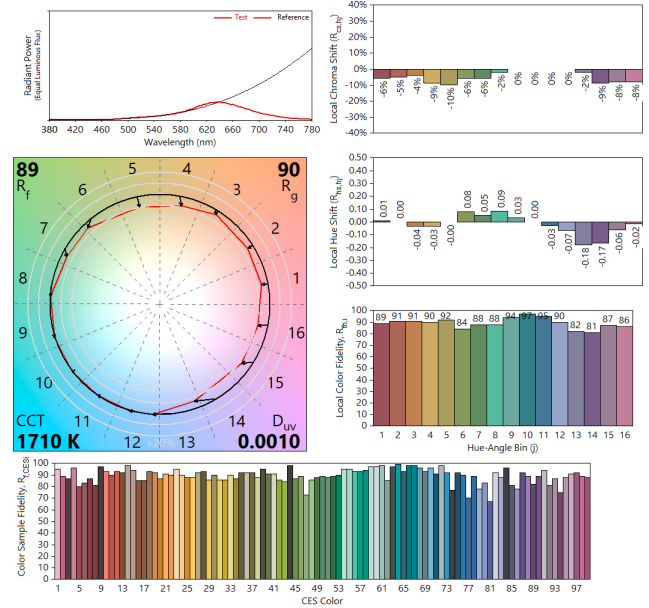 Test Reference
Radiant Power
(Equal Luminous Flux)
380 420 460 500 540 580 620 660 700 740 780
Wavelength (nm)
Local Chroma Shift (Rcs,hj)
40%
30%
20%
10%
0%
-10%
-20%
-30%
-40%
-6% -5% -4% -9% -10% -6% -6% -2% 0% 0% 0% 0% -2% -9% -8% -8%
89
Rf
90
Rg
1 2 3 4 5 6 7 8 9 10 11 12 13 14 15 16
+20%
CCT
1710 K
Duv
0.0010
Local Hue Shift (Rhs,hj)
0.50
0.40
0.30
0.20
0.10
0.00
-0.10
-0.20
-0.30
-0.40
-0.50
0.01 0.00 -0.04 -0.03 -0.00 0.08 0.05 0.09 0.03 0.00 -0.03 -0.07 -0.18 -0.17 -0.06 -0.02
Local Color Fidelity, Rfh,i
100
90
80
70
60
50
40
30
20
10
0
89 91 91 90 92 84 88 88 94 97 95 90 82 81 87 86
1 2 3 4 5 6 7 8 9 10 11 12 13 14 15 16
Hue-Angle Bin (j)
Color Sample Fidelity, Rf,CESi
100
90
80
70
60
50
40
30
20
10
0
1 5 9 13 17 21 25 29 33 37 41 45 49 53 57 61 65 69 73 77 81 85 89 93 97
CES Color